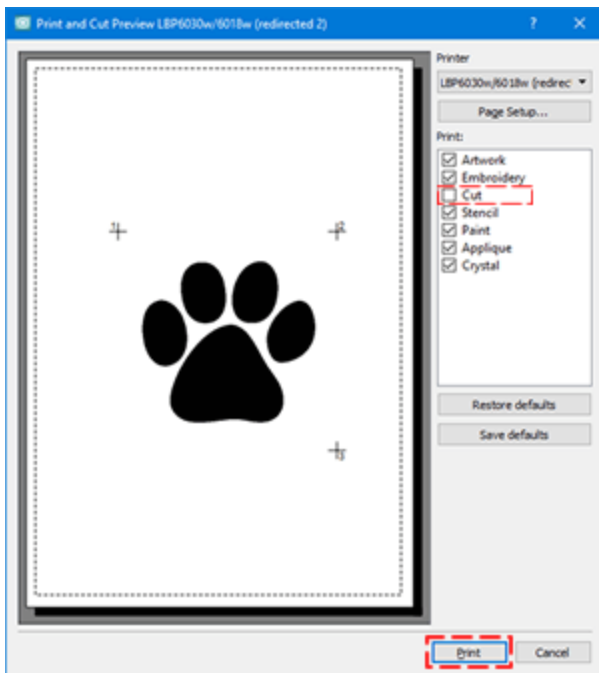 Print and Cut Preview LBP6030w/6018w (redirected 2)
Printer
LBP6030w/6018w (redirec
Page Setup...
Print:
Artwork
Embroidery
Cut
Stencil
Paint
Applique
Crystal
Restore defaults
Save defaults
Print
Cancel